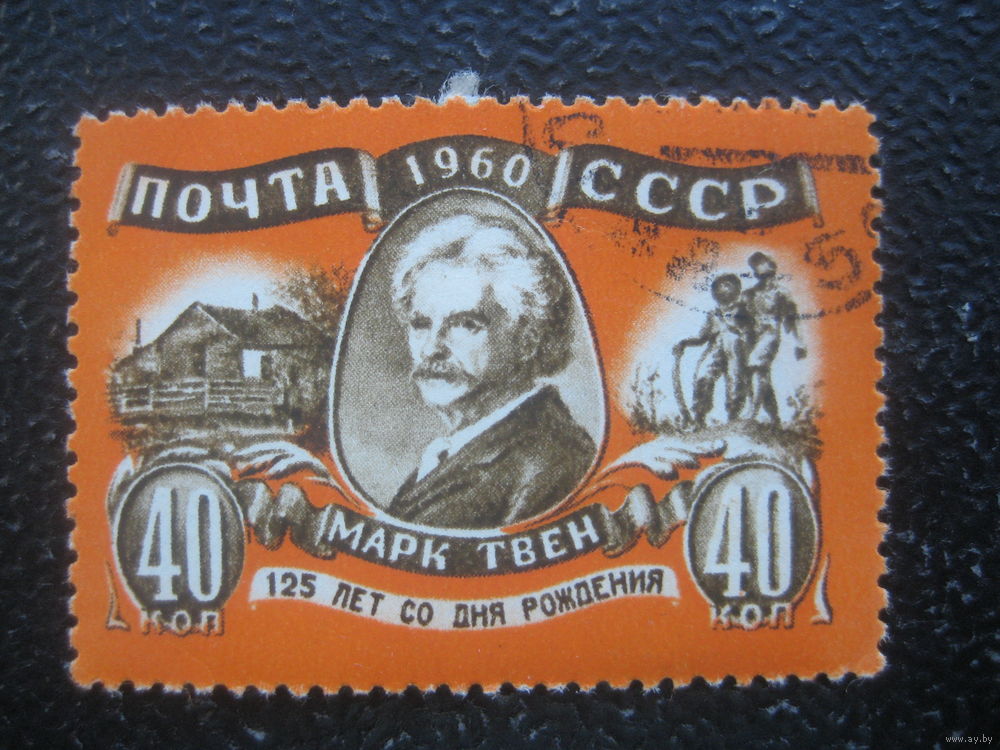 ПОЧТА 1960 СССР
40 КОП
МАРК ТВЕН
40 КОП
125 ЛЕТ СО ДНЯ РОЖДЕНИЯ
www.ay.by